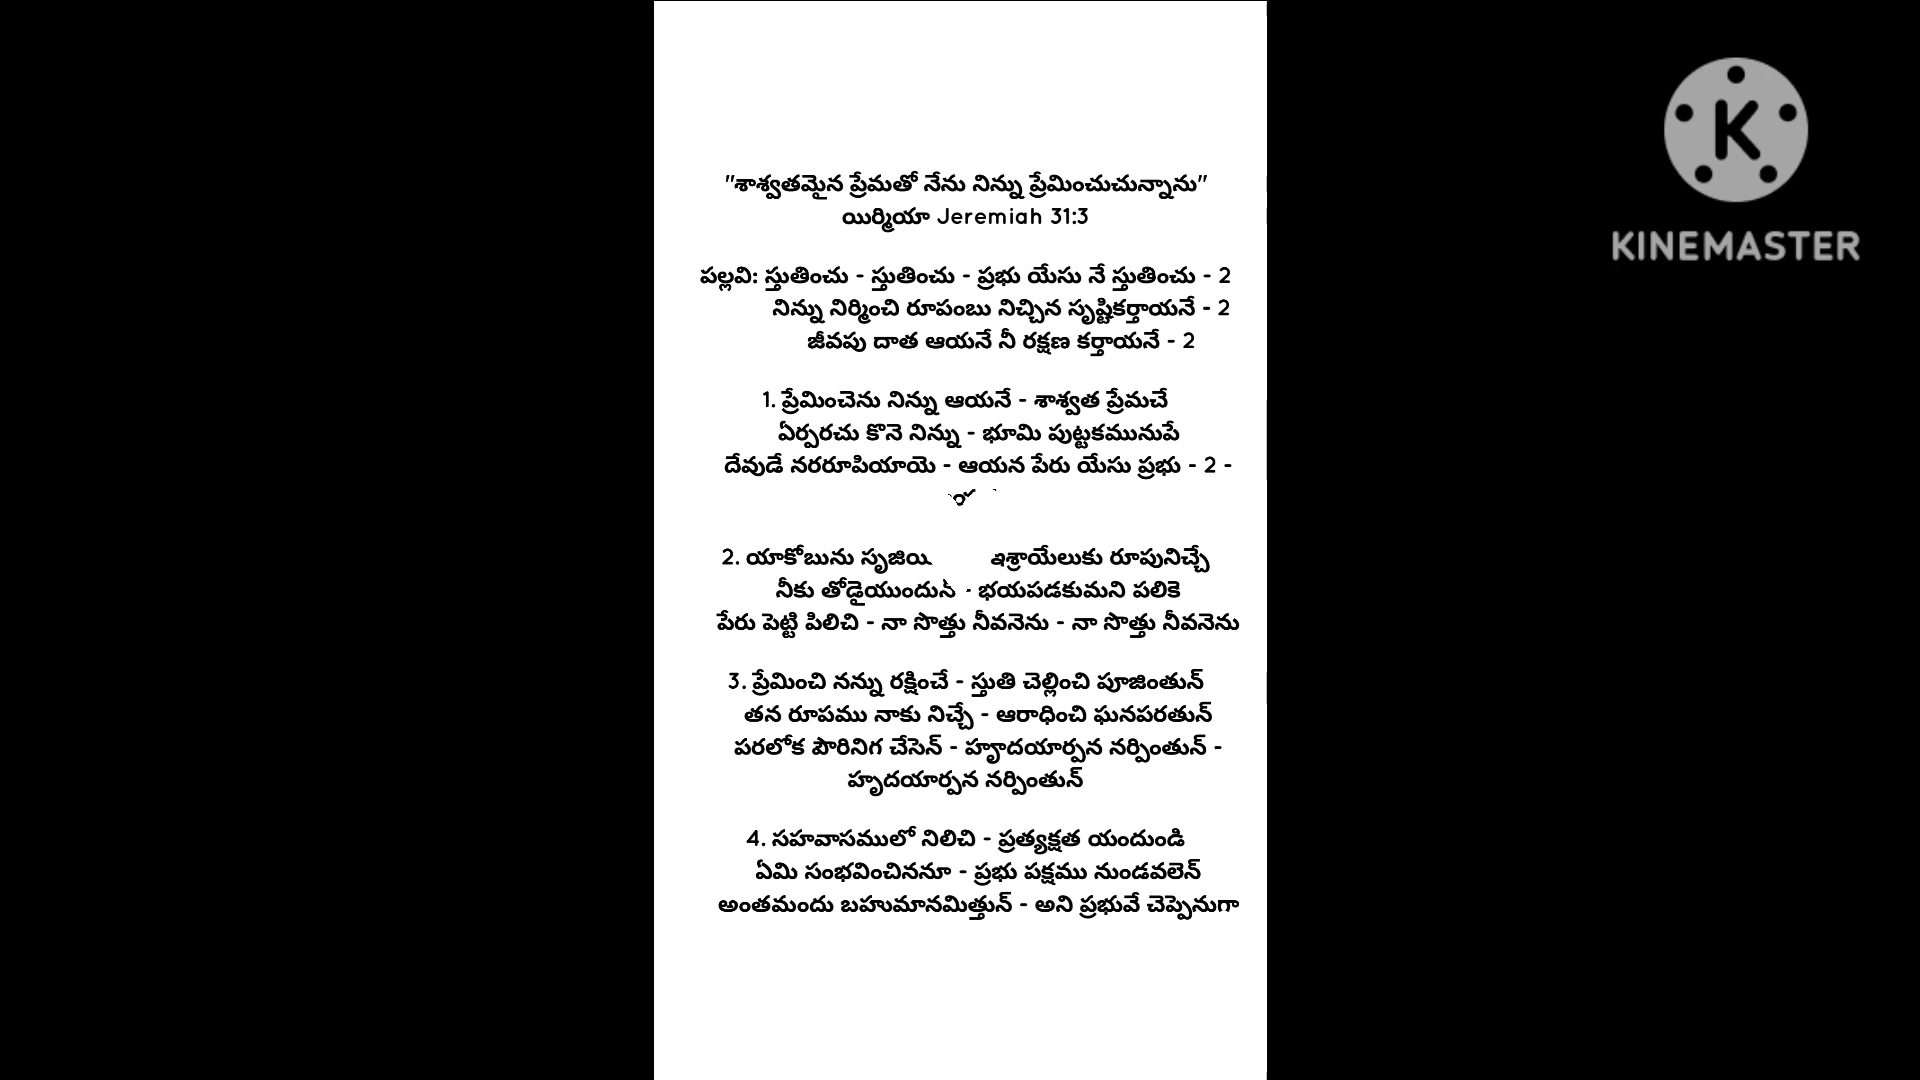 "శాశ్వతమైన ప్రేమతో నేను నిన్ను ప్రేమించుచున్నాను"
యిర్మియా Jeremiah 31:3
పల్లవి: స్తుతించు - స్తుతించు - ప్రభు యేసు నే స్తుతించు - 2
నిన్ను నిర్మించి రూపంబు నిచ్చిన సృష్టికర్తాయనే - 2
జీవపు దాత ఆయనే నీ రక్షణ కర్తాయనే - 2
1. ప్రేమించెను నిన్ను ఆయనే - శాశ్వత ప్రేమచే
ఏర్పరచు కొనె నిన్ను - భూమి పుట్టకమునుపే
దేవుడే నరరూపియాయె - ఆయన పేరు యేసు ప్రభు - 2 -
2. యాకోబును ఇశ్రాయేలుకు రూపునిచ్చే
నీకు - భయపడకుమని పలికె
పేరు పెట్టి పిలిచి - నా సొత్తు నీవనెను - నా సొత్తు నీవనెను
3. ప్రేమించి నన్ను రక్షించే - స్తుతి చెల్లించి పూజింతున్
తన రూపము నాకు నిచ్చే - ఆరాధించి ఘనపరతున్
పరలోక పౌరినిగ చేసెన్ - హృాదయార్పన నర్పింతున్ -
హృదయార్పన నర్పింతున్
4. సహవాసములో నిలిచి - ప్రత్యక్షత యందుండి
ఏమి సంభవించిననూ - ప్రభు పక్షము నుండవలెన్
అంతమందు బహుమానమిత్తున్ - అని ప్రభువే చెప్పెనుగా
KINEMASTER